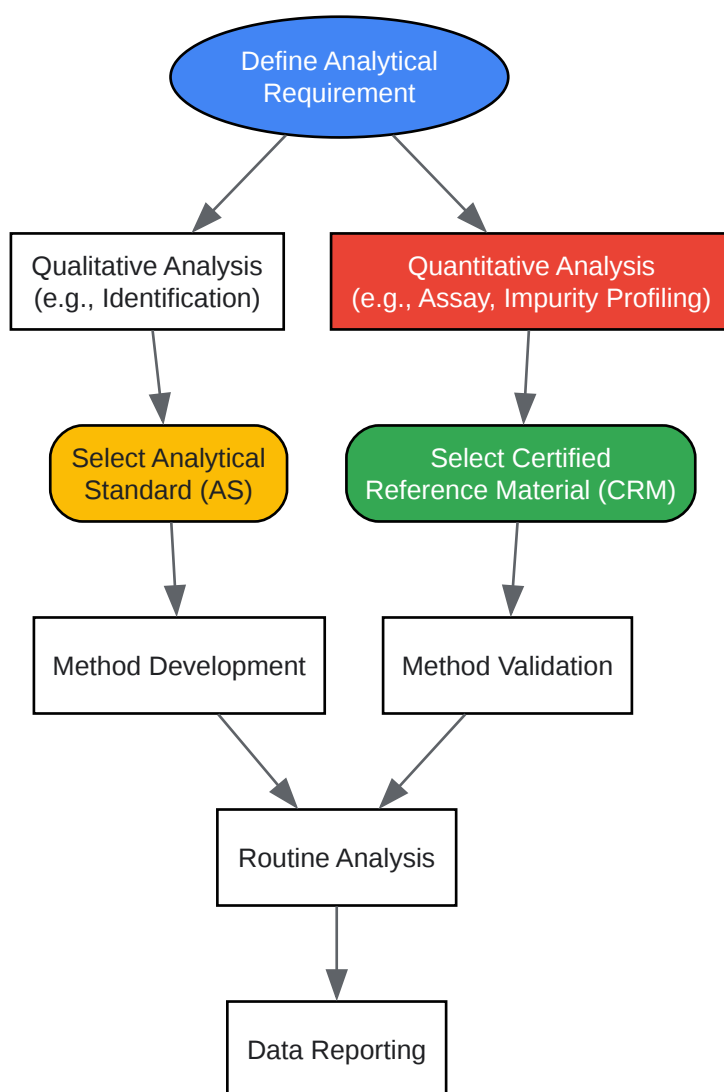 Define Analytical
Requirement
Qualitative Analysis
(e.g., Identification)
Quantitative Analysis
(e.g., Assay, Impurity Profiling)
Select Analytical
Standard (AS)
Select Certified
Reference Material (CRM)
Method Development
Method Validation
Routine Analysis
Data Reporting